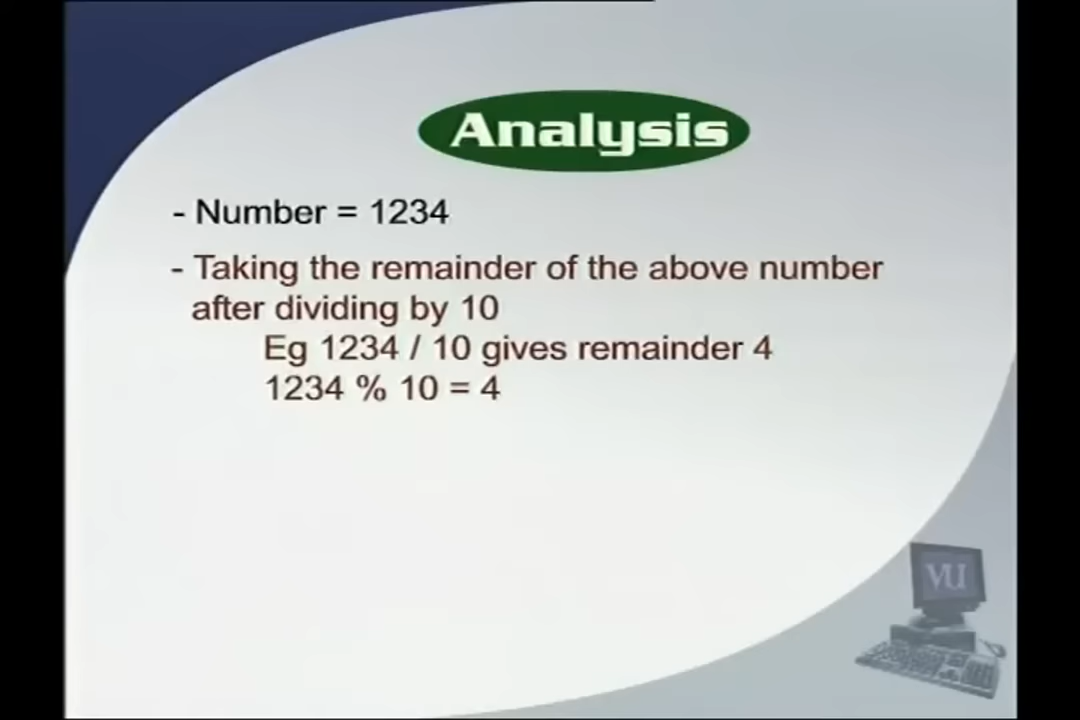 Analysis
- Number = 1234
- Taking the remainder of the above number
after dividing by 10
Eg 1234 / 10 gives remainder 4
1234 % 10 = 4
VU